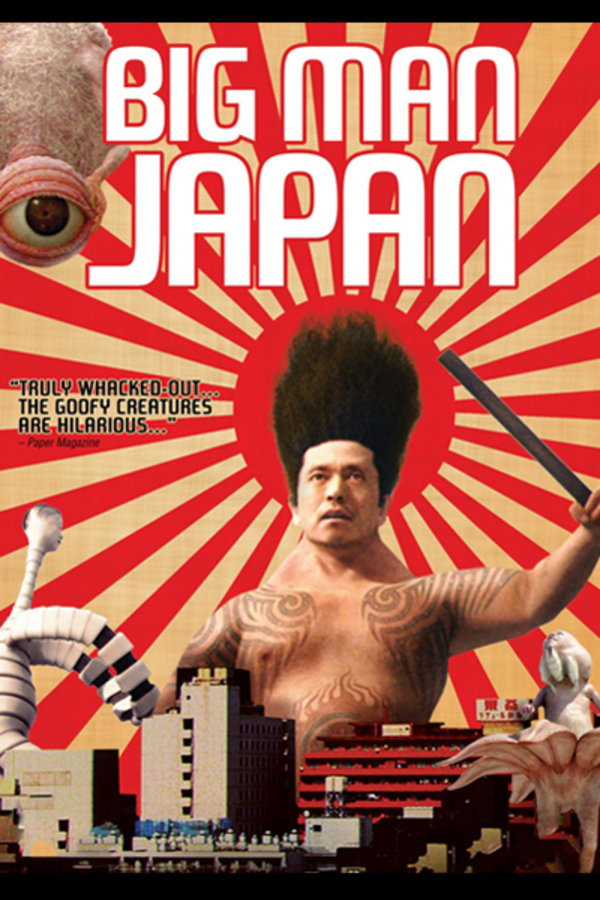 BIG MAN
JAPAN
“TRULY WHACKED-OUT...
THE GOOFY CREATURES
ARE HILARIOUS...”
– Paper Magazine